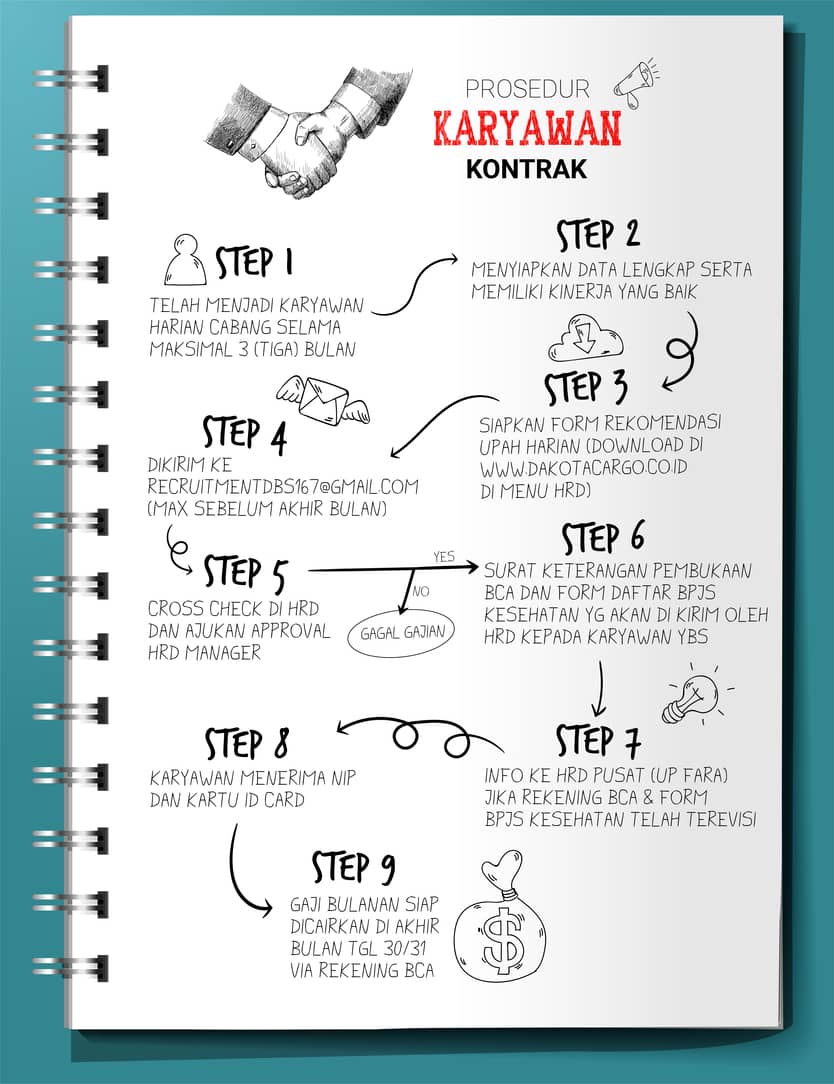 PROSEDUR
KARYAWAN
KONTRAK
STEP 1
TELAH MENJADI KARYAWAN
HARIAN CABANG SELAMA
MAKSIMAL 3 (TIGA) BULAN
STEP 2
MENYIAPKAN DATA LENGKAP SERTA
MEMILIKI KINERJA YANG BAIK
STEP 3
SIAPKAN FORM REKOMENDASI
UPAH HARIAN (DOWNLOAD DI
WWW.DAKOTACARGO.CO.ID
DI MENU HRD)
STEP 4
DIKIRIM KE
RECRUITMENTDBS167@GMAIL.COM
(MAX SEBELUM AKHIR BULAN)
STEP 5
CROSS CHECK DI HRD
DAN AJUKAN APPROVAL
HRD MANAGER
YES
NO
GAGAL GAJIAN
STEP 6
SURAT KETERANGAN PEMBUKAAN
BCA DAN FORM DAFTAR BPJS
KESEHATAN YG AKAN DI KIRIM OLEH
HRD KEPADA KARYAWAN YBS
STEP 7
INFO KE HRD PUSAT (UP FARA)
JIKA REKENING BCA & FORM
BPJS KESEHATAN TELAH TEREVISI
STEP 8
KARYAWAN MENERIMA NIP
DAN KARTU ID CARD
STEP 9
GAJI BULANAN SIAP
DICAIRKAN DI AKHIR
BULAN TGL 30/31
VIA REKENING BCA
$